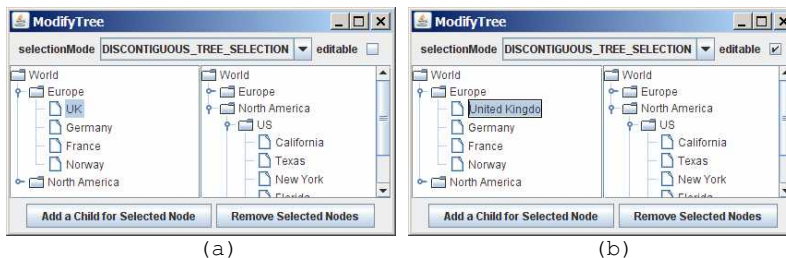 ModifyTree
selectionMode DISCONTIGUOUS_TREE_SELECTION editable
World
Europe
UK
Germany
France
Norway
North America
World
Europe
North America
US
California
Texas
New York
Florida
Add a Child for Selected Node
Remove Selected Nodes
(a)
ModifyTree
selectionMode DISCONTIGUOUS_TREE_SELECTION editable
World
Europe
United Kingdo
Germany
France
Norway
North America
World
Europe
North America
US
California
Texas
New York
Florida
Add a Child for Selected Node
Remove Selected Nodes
(b)